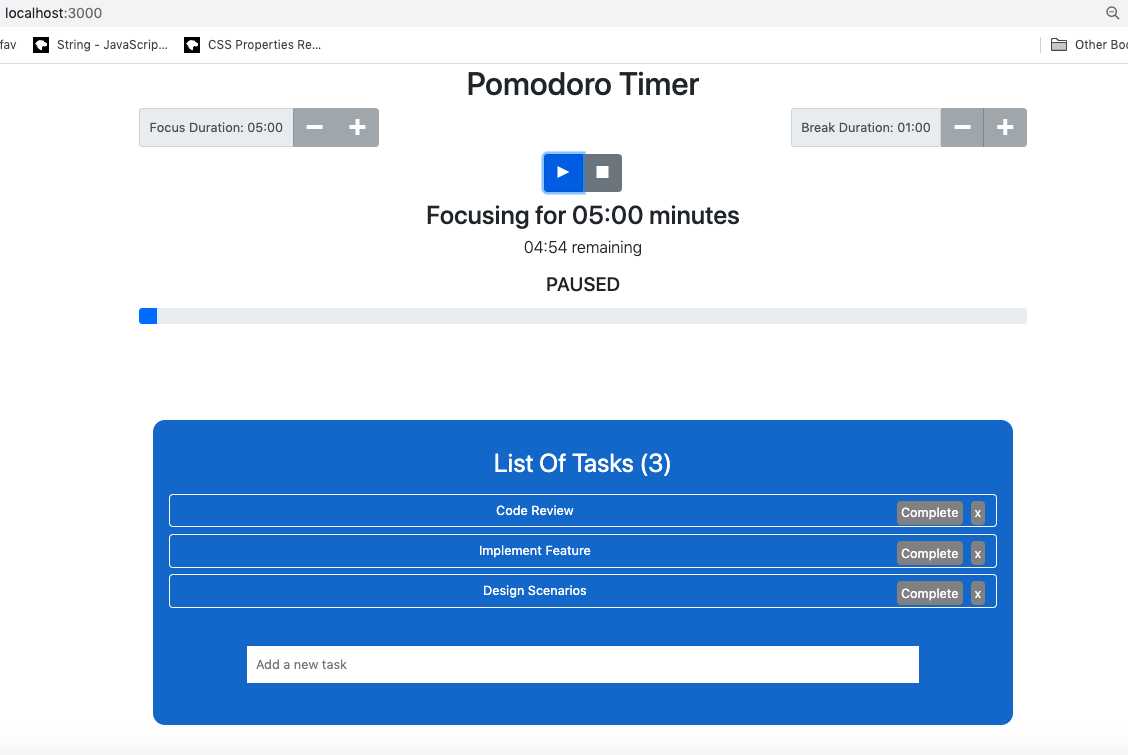 localhost:3000
fav String - JavaScrip... CSS Properties Re... Other Boo
Pomodoro Timer
Focus Duration: 05:00 Break Duration: 01:00
Focusing for 05:00 minutes
04:54 remaining
PAUSED
List Of Tasks (3)
Code Review Complete x
Implement Feature Complete x
Design Scenarios Complete x
Add a new task